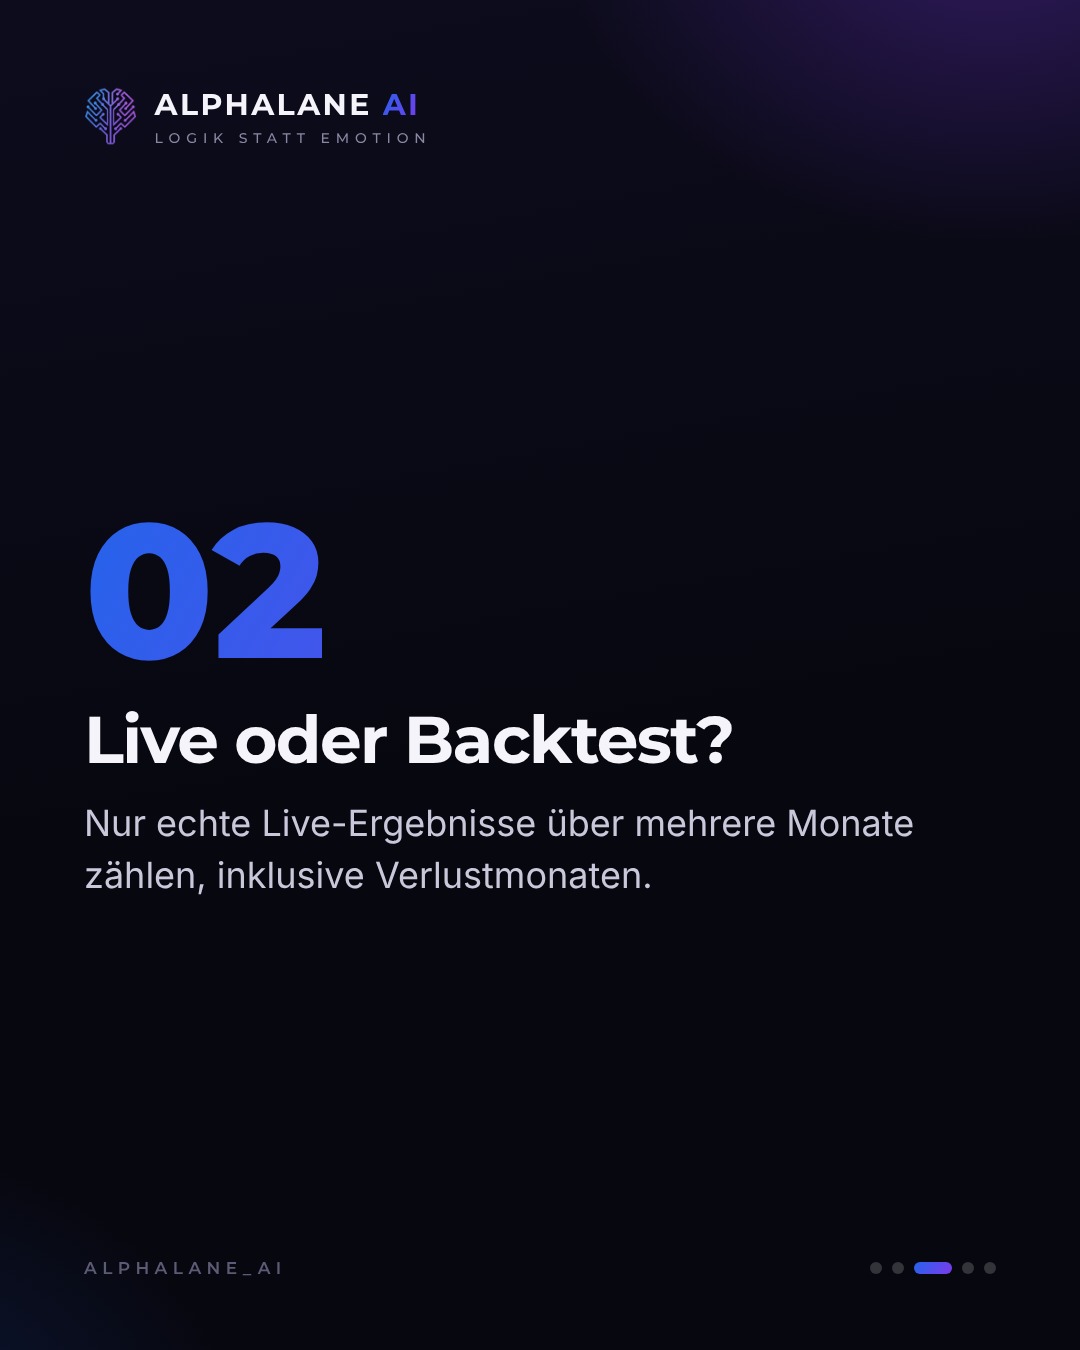 ALPHALANE AI
LOGIK STATT EMOTION
02
Live oder Backtest?
Nur echte Live-Ergebnisse über mehrere Monate
zählen, inklusive Verlustmonaten.
ALPHALANE_AI